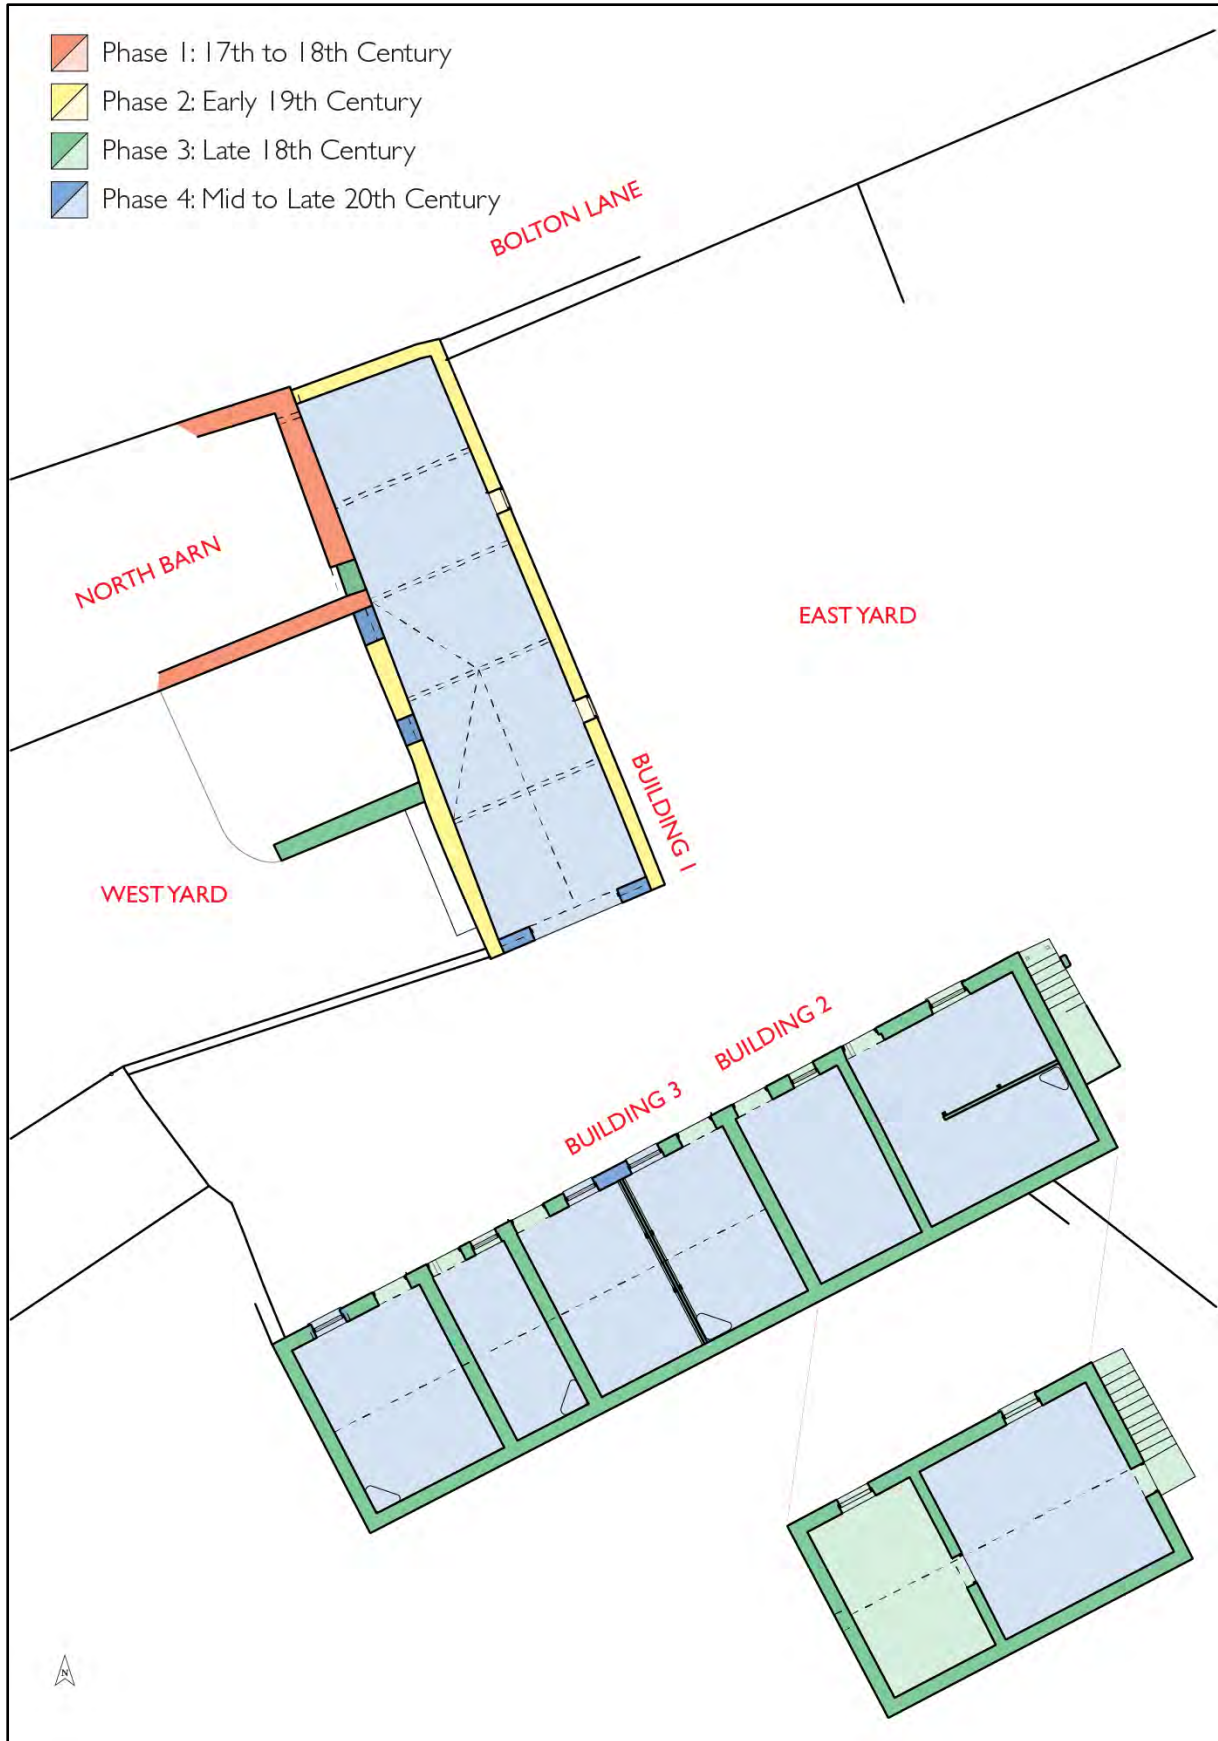 Phase 1: 17th to 18th Century
Phase 2: Early 19th Century
Phase 3: Late 18th Century
Phase 4: Mid to Late 20th Century
BOLTON LANE
NORTH BARN
EAST YARD
BUILDING 1
WEST YARD
BUILDING 2
BUILDING 3
N